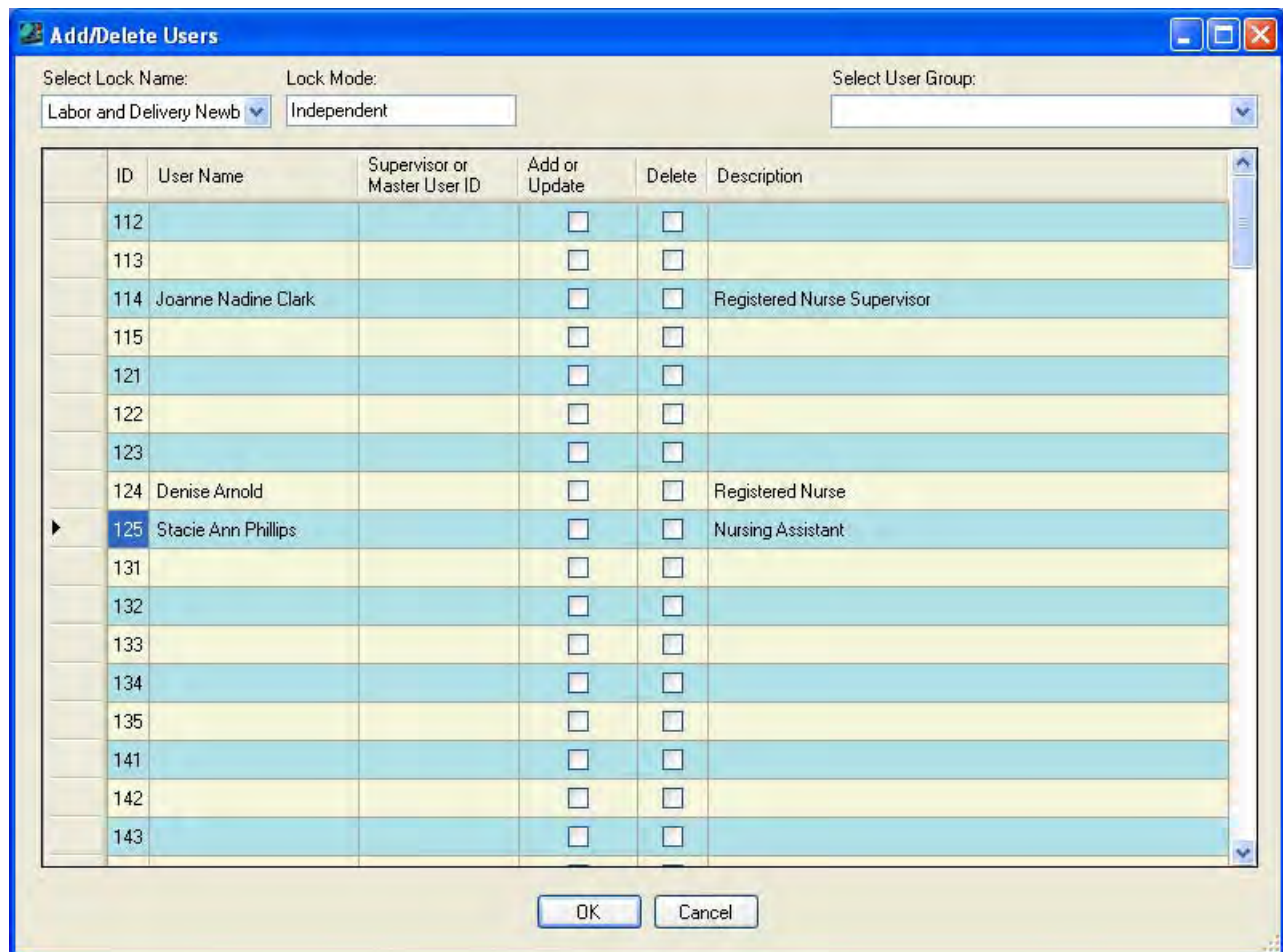 Add/Delete Users
Select Lock Name: Lock Mode: Select User Group:
Labor and Delivery Newb Independent
ID User Name Supervisor or Master User ID Add or Update Delete Description
112
113
114 Joanne Nadine Clark Registered Nurse Supervisor
115
121
122
123
124 Denise Arnold Registered Nurse
125 Stacie Ann Phillips Nursing Assistant
131
132
133
134
135
141
142
143
OK Cancel